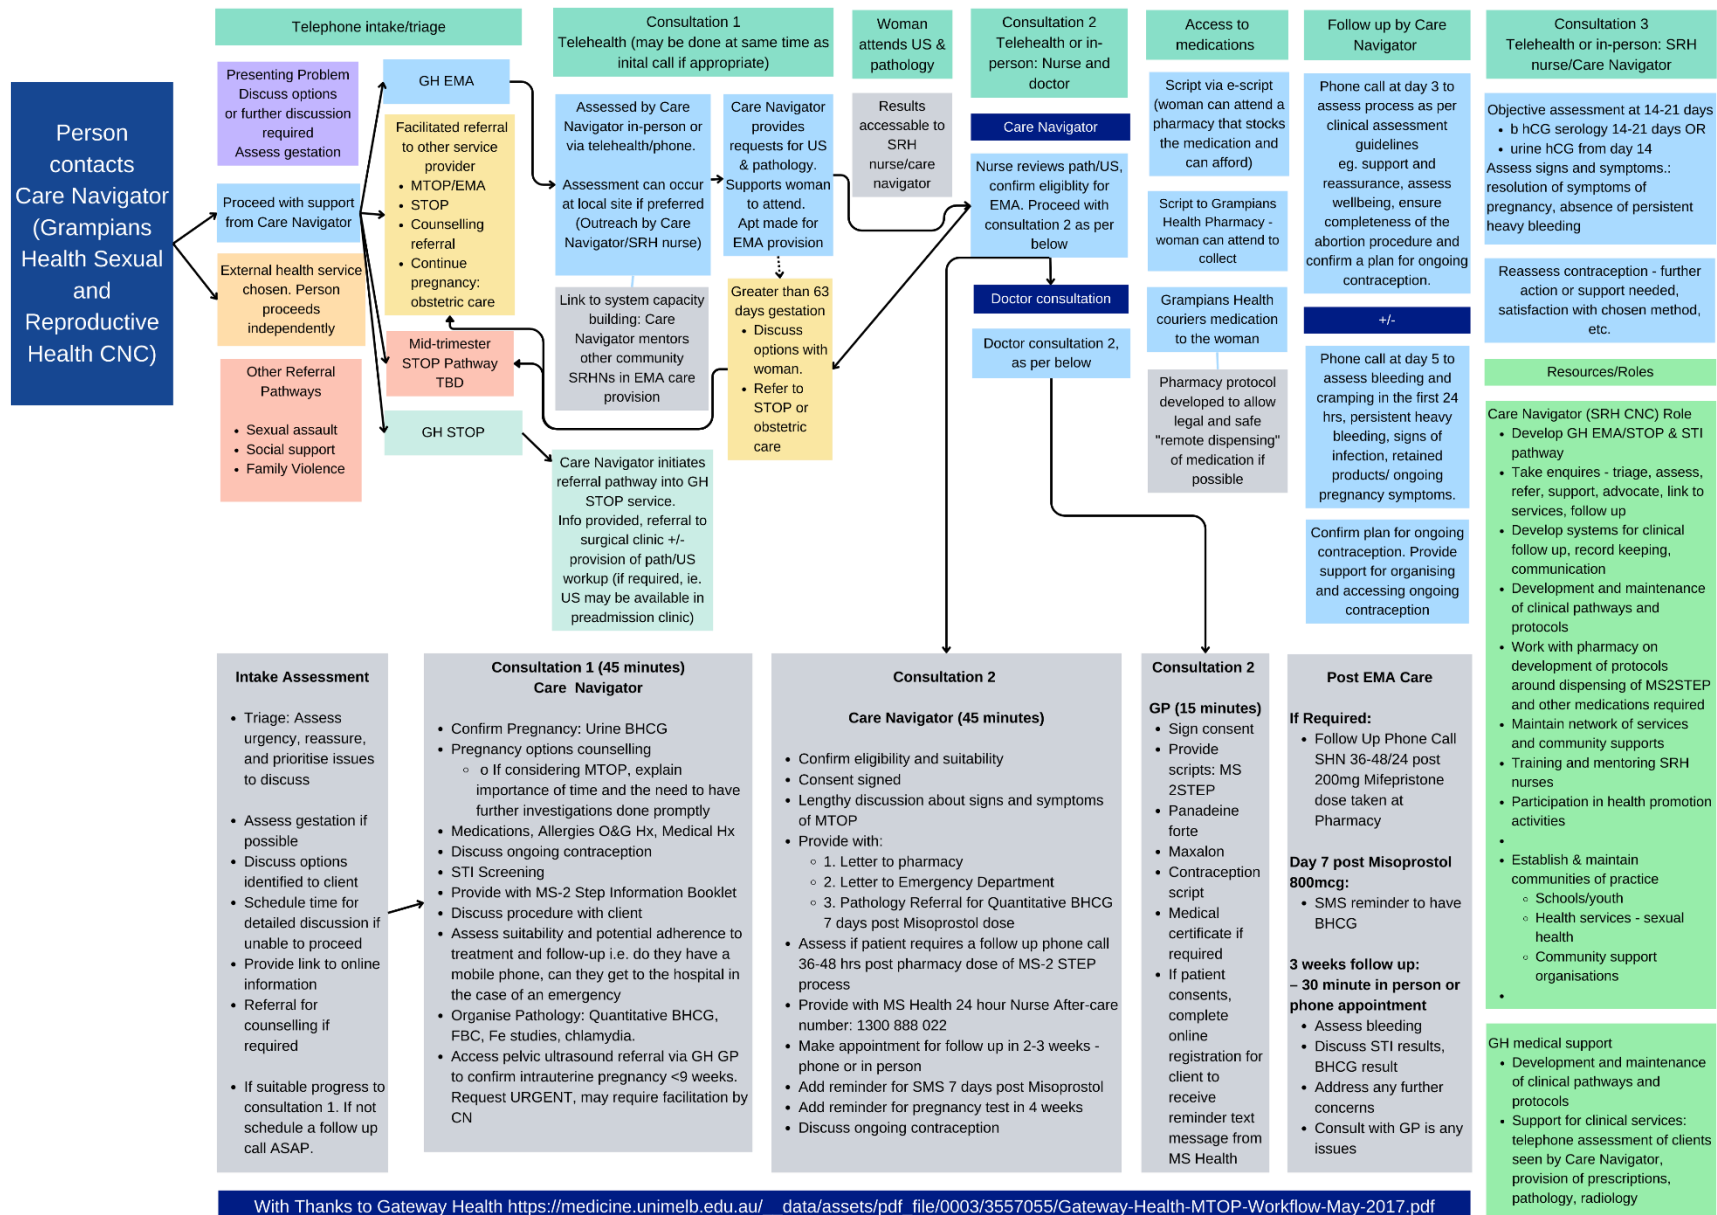 Person
contacts
Care Navigator
(Grampians
Health Sexual
and
Reproductive
Health CNC)
Telephone intake/triage
Presenting Problem
Discuss options
or further discussion
required
Assess gestation
Proceed with support
from Care Navigator
External health service
chosen. Person
proceeds
independently
Other Referral
Pathways
• Sexual assault
• Social support
• Family Violence
GH EMA
Facilitated referral
to other service
provider
• MTOP/EMA
• STOP
• Counselling
referral
• Continue
pregnancy:
obstetric care
Mid-trimester
STOP Pathway
TBD
GH STOP
Consultation 1
Telehealth (may be done at same time as
inital call if appropriate)
Assessed by Care
Navigator in-person or
via telehealth/phone.
Assessment can occur
at local site if preferred
(Outreach by Care
Navigator/SRH nurse)
Link to system capacity
building: Care
Navigator mentors
other community
SRHNs in EMA care
provision
Care Navigator initiates
referral pathway into GH
STOP service.
Info provided, referral to
surgical clinic +/-
provision of path/US
workup (if required, ie.
US may be available in
preadmission clinic)
Care Navigator
provides
requests for US
& pathology.
Supports woman
to attend.
Apt made for
EMA provision
Greater than 63
days gestation
• Discuss
options with
woman.
• Refer to
STOP or
obstetric
care
Woman
attends US &
pathology
Results
accessable to
SRH
nurse/care
navigator
Consultation 2
Telehealth or in-
person: Nurse and
doctor
Care Navigator
Nurse reviews path/US,
confirm eligiblity for
EMA. Proceed with
consultation 2 as per
below
Doctor consultation
Doctor consultation 2,
as per below
Access to
medications
Script via e-script
(woman can attend a
pharmacy that stocks
the medication and
can afford)
Script to Grampians
Health Pharmacy -
woman can attend to
collect
Grampians Health
couriers medication
to the woman
Pharmacy protocol
developed to allow
legal and safe
"remote dispensing"
of medication if
possible
Follow up by Care
Navigator
Phone call at day 3 to
assess process as per
clinical assessment
guidelines
eg. support and
reassurance, assess
wellbeing, ensure
completeness of the
abortion procedure and
confirm a plan for ongoing
contraception.
+/-
Phone call at day 5 to
assess bleeding and
cramping in the first 24
hrs, persistent heavy
bleeding, signs of
infection, retained
products/ ongoing
pregnancy symptoms.
Confirm plan for ongoing
contraception. Provide
support for organising
and accessing ongoing
contraception
Consultation 3
Telehealth or in-person: SRH
nurse/Care Navigator
Objective assessment at 14-21 days
• b hCG serology 14-21 days OR
• urine hCG from day 14
Assess signs and symptoms.:
resolution of symptoms of
pregnancy, absence of persistent
heavy bleeding
Reassess contraception - further
action or support needed,
satisfaction with chosen method,
etc.
Resources/Roles
Care Navigator (SRH CNC) Role
• Develop GH EMA/STOP & STI
pathway
• Take enquires - triage, assess,
refer, support, advocate, link to
services, follow up
• Develop systems for clinical
follow up, record keeping,
communication
• Development and maintenance
of clinical pathways and
protocols
• Work with pharmacy on
development of protocols
around dispensing of MS2STEP
and other medications required
• Maintain network of services
and community supports
• Training and mentoring SRH
nurses
• Participation in health promotion
activities
•
• Establish & maintain
communities of practice
◦ Schools/youth
◦ Health services - sexual
health
◦ Community support
organisations
•
GH medical support
• Development and maintenance
of clinical pathways and
protocols
• Support for clinical services:
telephone assessment of clients
seen by Care Navigator,
provision of prescriptions,
pathology, radiology
Intake Assessment
• Triage: Assess
urgency, reassure,
and prioritise issues
to discuss
• Assess gestation if
possible
• Discuss options
identified to client
• Schedule time for
detailed discussion if
unable to proceed
• Provide link to online
information
• Referral for
counselling if
required
• If suitable progress to
consultation 1. If not
schedule a follow up
call ASAP.
Consultation 1 (45 minutes)
Care Navigator
• Confirm Pregnancy: Urine BHCG
• Pregnancy options counselling
◦ o If considering MTOP, explain
importance of time and the need to have
further investigations done promptly
• Medications, Allergies O&G Hx, Medical Hx
• Discuss ongoing contraception
• STI Screening
• Provide with MS-2 Step Information Booklet
• Discuss procedure with client
• Assess suitability and potential adherence to
treatment and follow-up i.e. do they have a
mobile phone, can they get to the hospital in
the case of an emergency
• Organise Pathology: Quantitative BHCG,
FBC, Fe studies, chlamydia.
• Access pelvic ultrasound referral via GH GP
to confirm intrauterine pregnancy <9 weeks.
Request URGENT, may require facilitation by
CN
Consultation 2
Care Navigator (45 minutes)
• Confirm eligibility and suitability
• Consent signed
• Lengthy discussion about signs and symptoms
of MTOP
• Provide with:
◦ 1. Letter to pharmacy
◦ 2. Letter to Emergency Department
◦ 3. Pathology Referral for Quantitative BHCG
7 days post Misoprostol dose
• Assess if patient requires a follow up phone call
36-48 hrs post pharmacy dose of MS-2 STEP
process
• Provide with MS Health 24 hour Nurse After-care
number: 1300 888 022
• Make appointment for follow up in 2-3 weeks -
phone or in person
• Add reminder for SMS 7 days post Misoprostol
• Add reminder for pregnancy test in 4 weeks
• Discuss ongoing contraception
Consultation 2
GP (15 minutes)
• Sign consent
• Provide
scripts: MS
2STEP
• Panadeine
forte
• Maxalon
• Contraception
script
• Medical
certificate if
required
• If patient
consents,
complete
online
registration for
client to
receive
reminder text
message from
MS Health
Post EMA Care
If Required:
• Follow Up Phone Call
SHN 36-48/24 post
200mg Mifepristone
dose taken at
Pharmacy
Day 7 post Misoprostol
800mcg:
• SMS reminder to have
BHCG
3 weeks follow up:
– 30 minute in person or
phone appointment
• Assess bleeding
• Discuss STI results,
BHCG result
• Address any further
concerns
• Consult with GP is any
issues
With Thanks to Gateway Health https://medicine.unimelb.edu.au/__data/assets/pdf_file/0003/3557055/Gateway-Health-MTOP-Workflow-May-2017.pdf